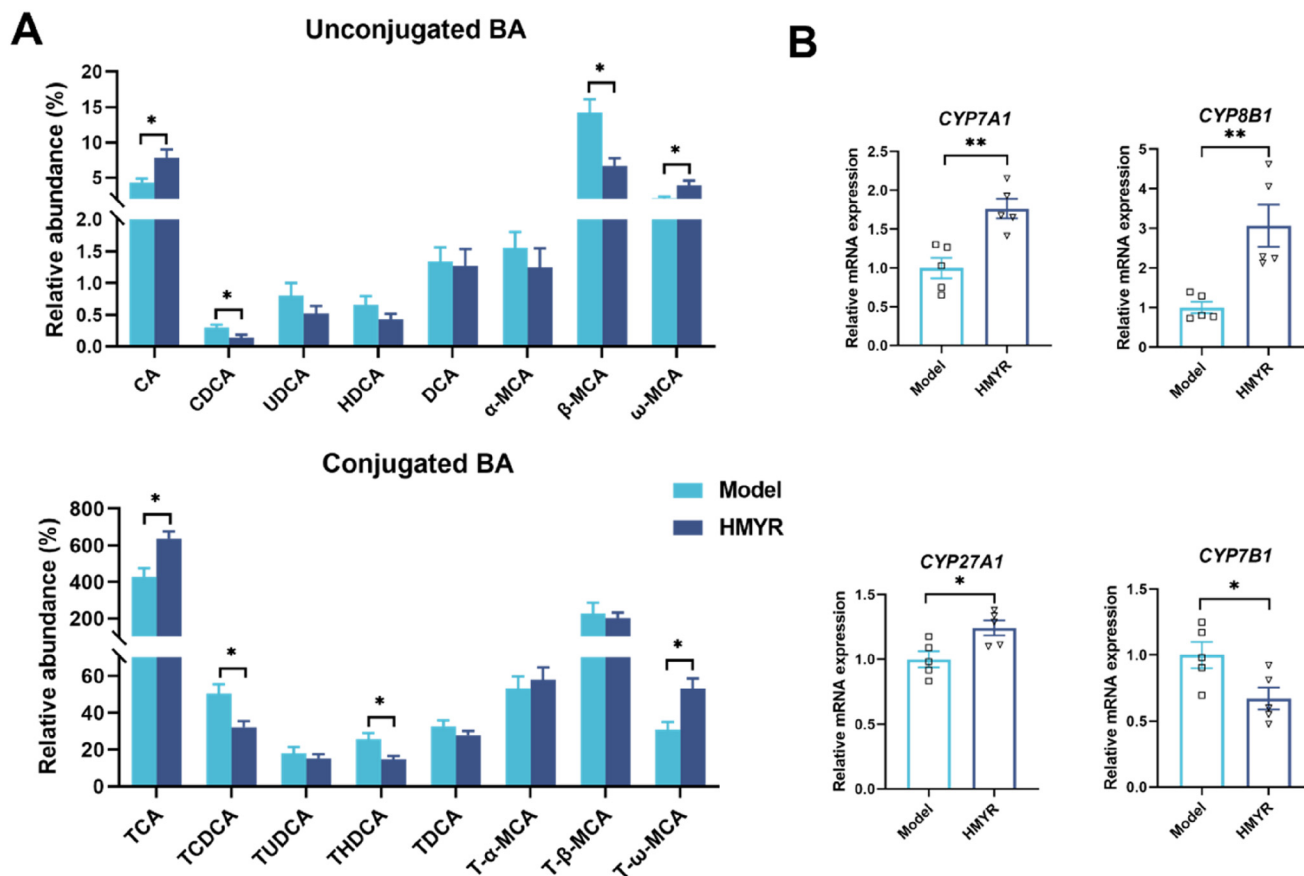 A
Unconjugated BA
Relative abundance (%)
20
15
10
5
2.0
1.5
1.0
0.5
0.0
*
*
*
*
CA
CDCA
UDCA
HDCA
DCA
α-MCA
β-MCA
ω-MCA
Conjugated BA
Relative abundance (%)
800
600
400
200
60
40
20
0
*
*
*
*
TCA
TCDCA
TUDCA
THDCA
TDCA
T-α-MCA
T-β-MCA
T-ω-MCA
Model
HMYR
B
CYP7A1
Relative mRNA expression
2.5
2.0
1.5
1.0
0.5
0.0
**
Model
HMYR
CYP8B1
Relative mRNA expression
5
4
3
2
1
0
**
Model
HMYR
CYP27A1
Relative mRNA expression
1.5
1.0
0.5
0.0
*
Model
HMYR
CYP7B1
Relative mRNA expression
1.5
1.0
0.5
0.0
*
Model
HMYR